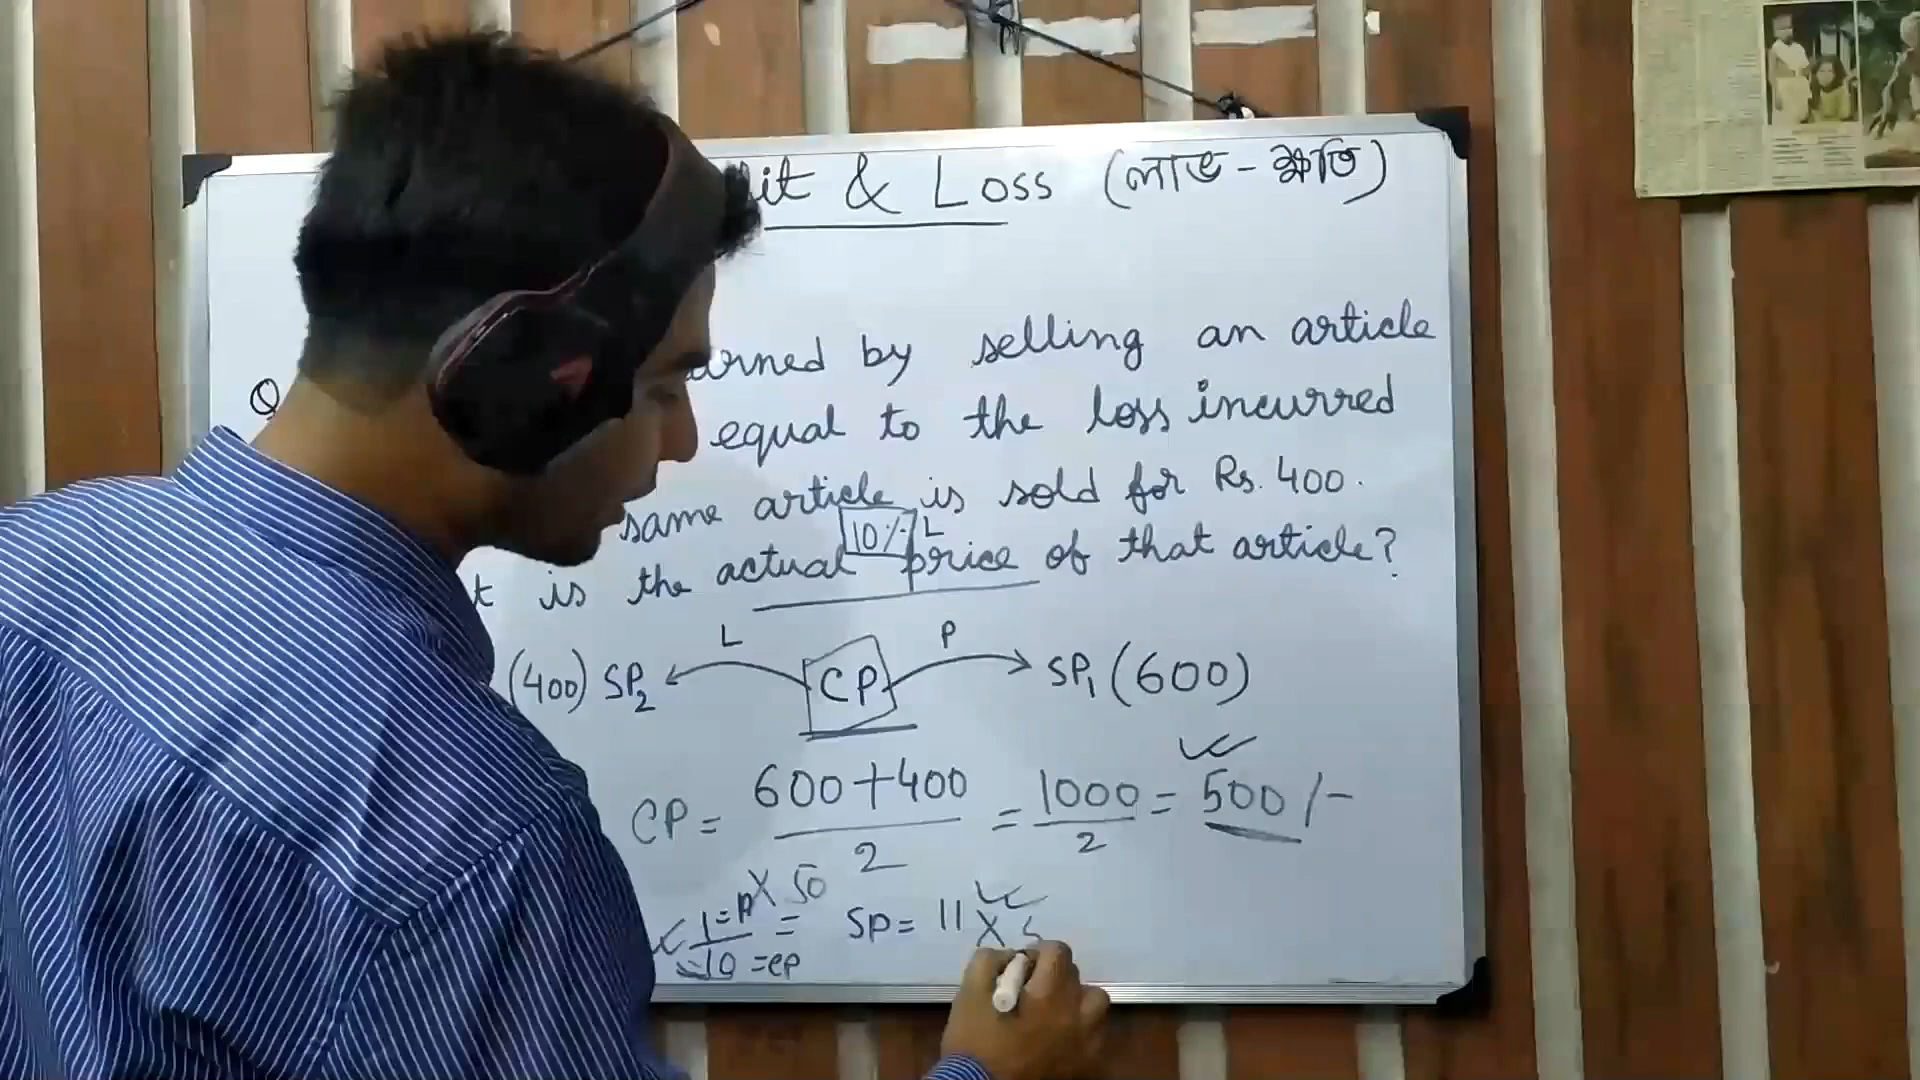 & Loss (লাভ - ক্ষতি)
Q
by selling an article
equal to the loss incurred
same article is sold for Rs. 400.
10% L
is the actual price of that article?
L P
(400) SP2 CP SP1 (600)
CP = 600+400 / 2 = 1000 / 2 = 500/-
X 50
1=P / 10=CP = SP = 11 X 5